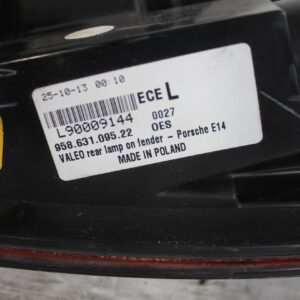 25-10-13 00:10
ECE L
L90009144 0027
958.631.095.22 OES
VALEO rear lamp on fender - Porsche E14
MADE IN POLAND